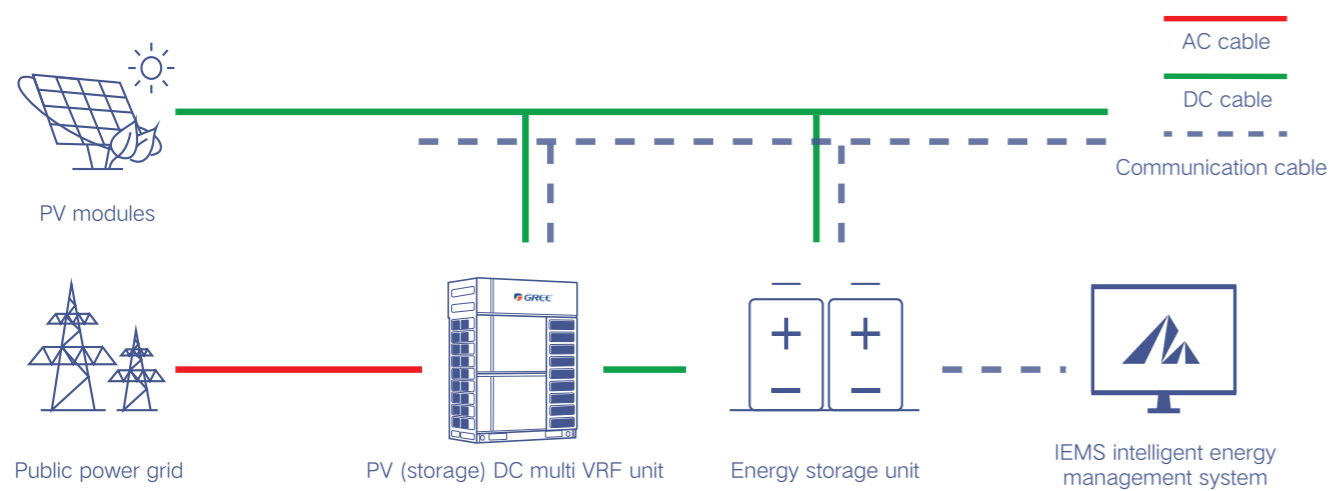 AC cable
DC cable
Communication cable
PV modules
GREE
Public power grid
PV (storage) DC multi VRF unit
Energy storage unit
IEMS intelligent energy
management system